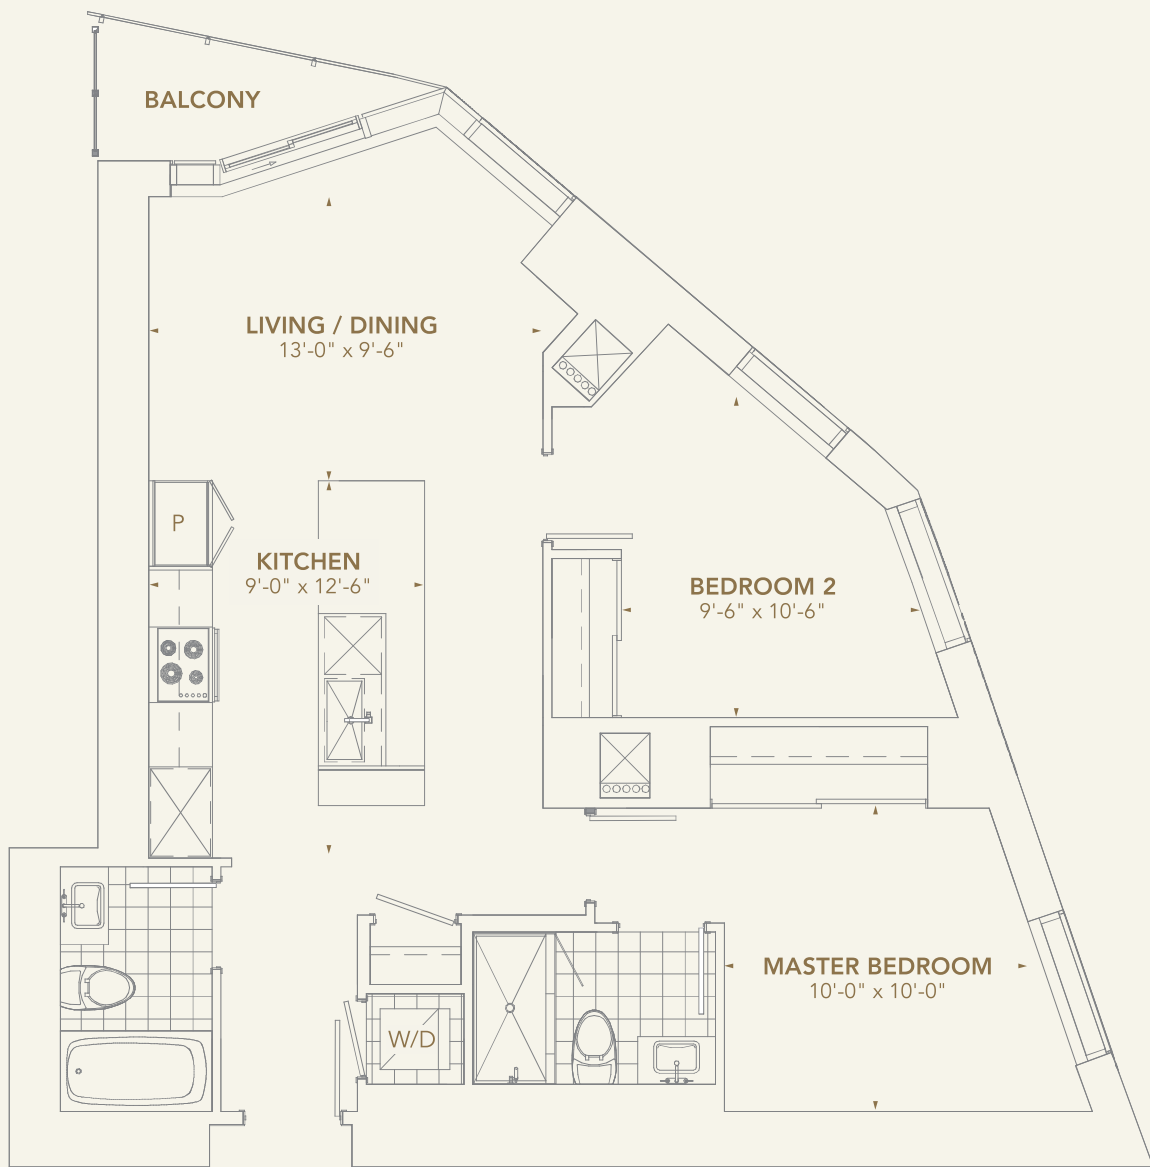 BALCONY
LIVING / DINING
13'-0" x 9'-6"
P
KITCHEN
9'-0" x 12'-6"
BEDROOM 2
9'-6" x 10'-6"
MASTER BEDROOM
10'-0" x 10'-0"
W/D